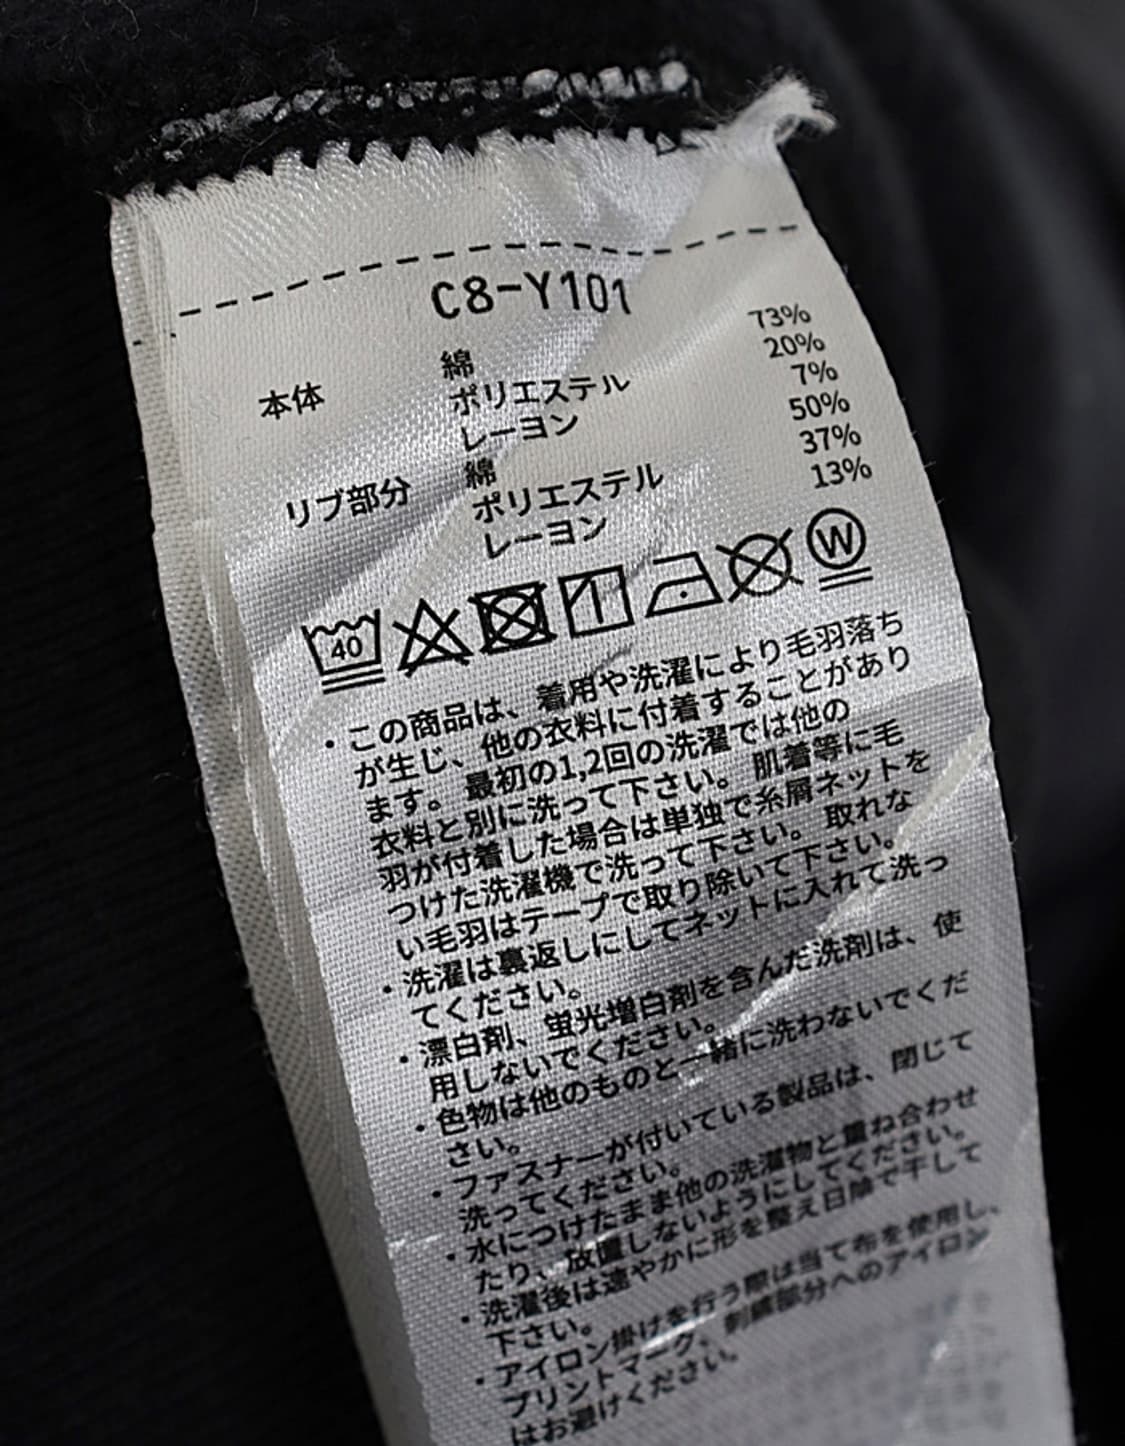 C8-Y101
本体 綿 73%
ポリエステル 20%
レーヨン 7%
リブ部分 綿 50%
ポリエステル 37%
レーヨン 13%
40 W
・この商品は、着用や洗濯により毛羽落ち
が生じ、他の衣料に付着することがあり
ます。最初の1,2回の洗濯では他の
衣料と別に洗って下さい。肌着等に毛
羽が付着した場合は単独で糸屑ネットを
つけた洗濯機で洗って下さい。取れな
い毛羽はテープで取り除いて下さい。
・洗濯は裏返しにしてネットに入れて洗っ
てください。
・漂白剤、蛍光増白剤を含んだ洗剤は、使
用しないでください。
・色物は他のものと一緒に洗わないでくだ
さい。
・ファスナーが付いている製品は、閉じて
洗ってください。
・水につけたまま他の洗濯物と重ね合わせ
たり、放置しないようにしてください。
・洗濯後は速やかに形を整え日陰で干して
下さい。
・アイロン掛けを行う際は当て布を使用し、
プリントマーク、刺繍部分へのアイロン
はお避けください。